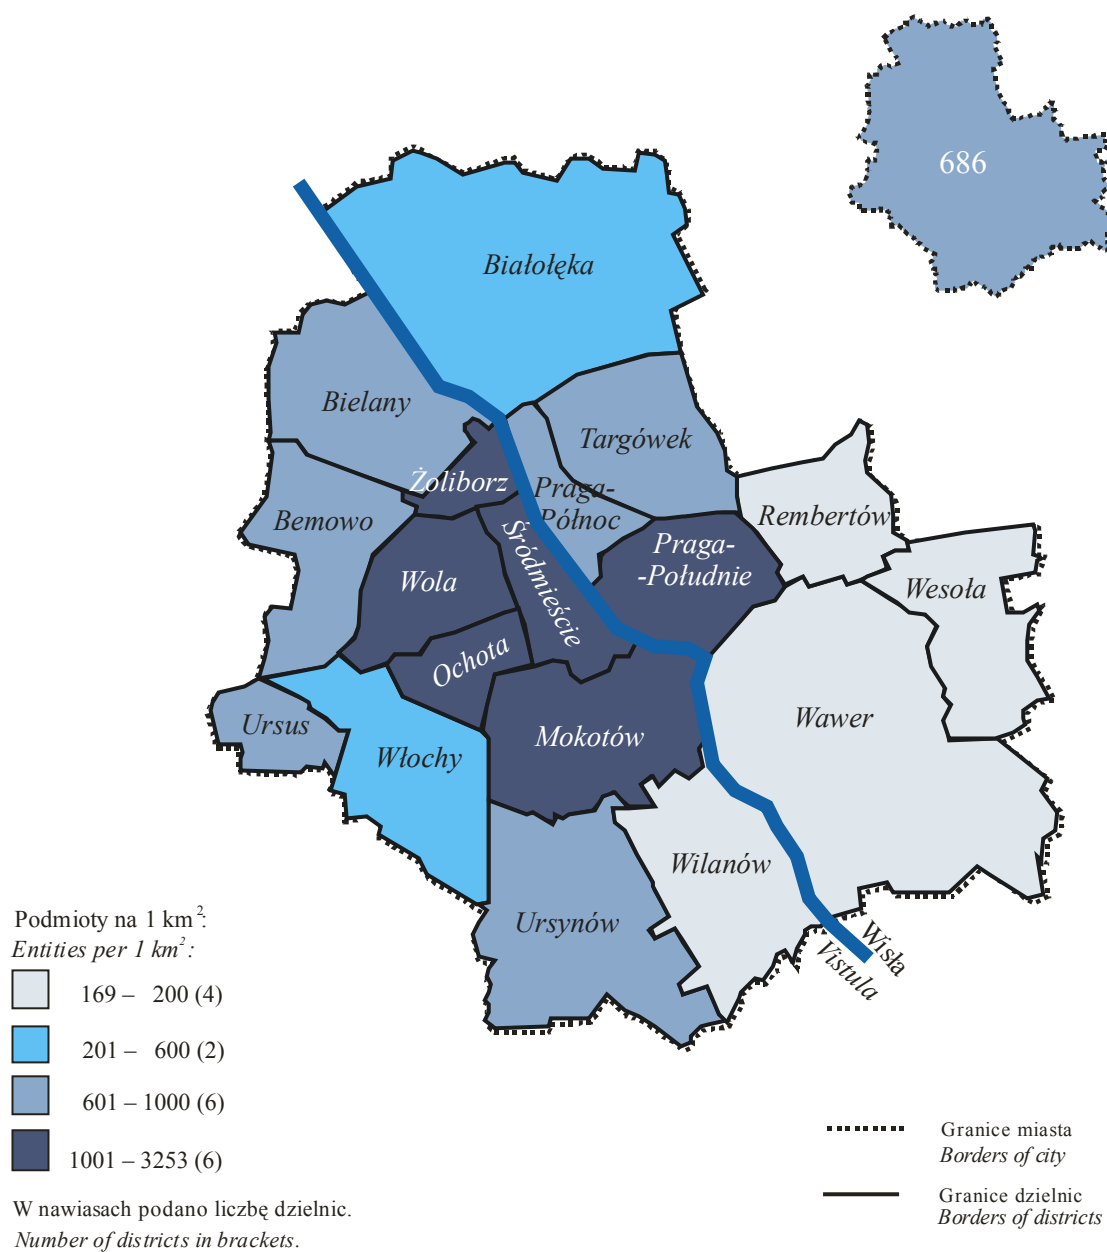 686
Białołęka
Bielany
Targówek
Żoliborz
Praga-
Północ
Bemowo
Rembertów
Śródmieście
Praga-
-Południe
Wola
Wesoła
Ochota
Ursus
Włochy
Mokotów
Wawer
Wilanów
Ursynów
Wisła
Vistula
Podmioty na 1 km²:
Entities per 1 km²:
169 – 200 (4)
201 – 600 (2)
601 – 1000 (6)
1001 – 3253 (6)
W nawiasach podano liczbę dzielnic.
Number of districts in brackets.
Granice miasta
Borders of city
Granice dzielnic
Borders of districts